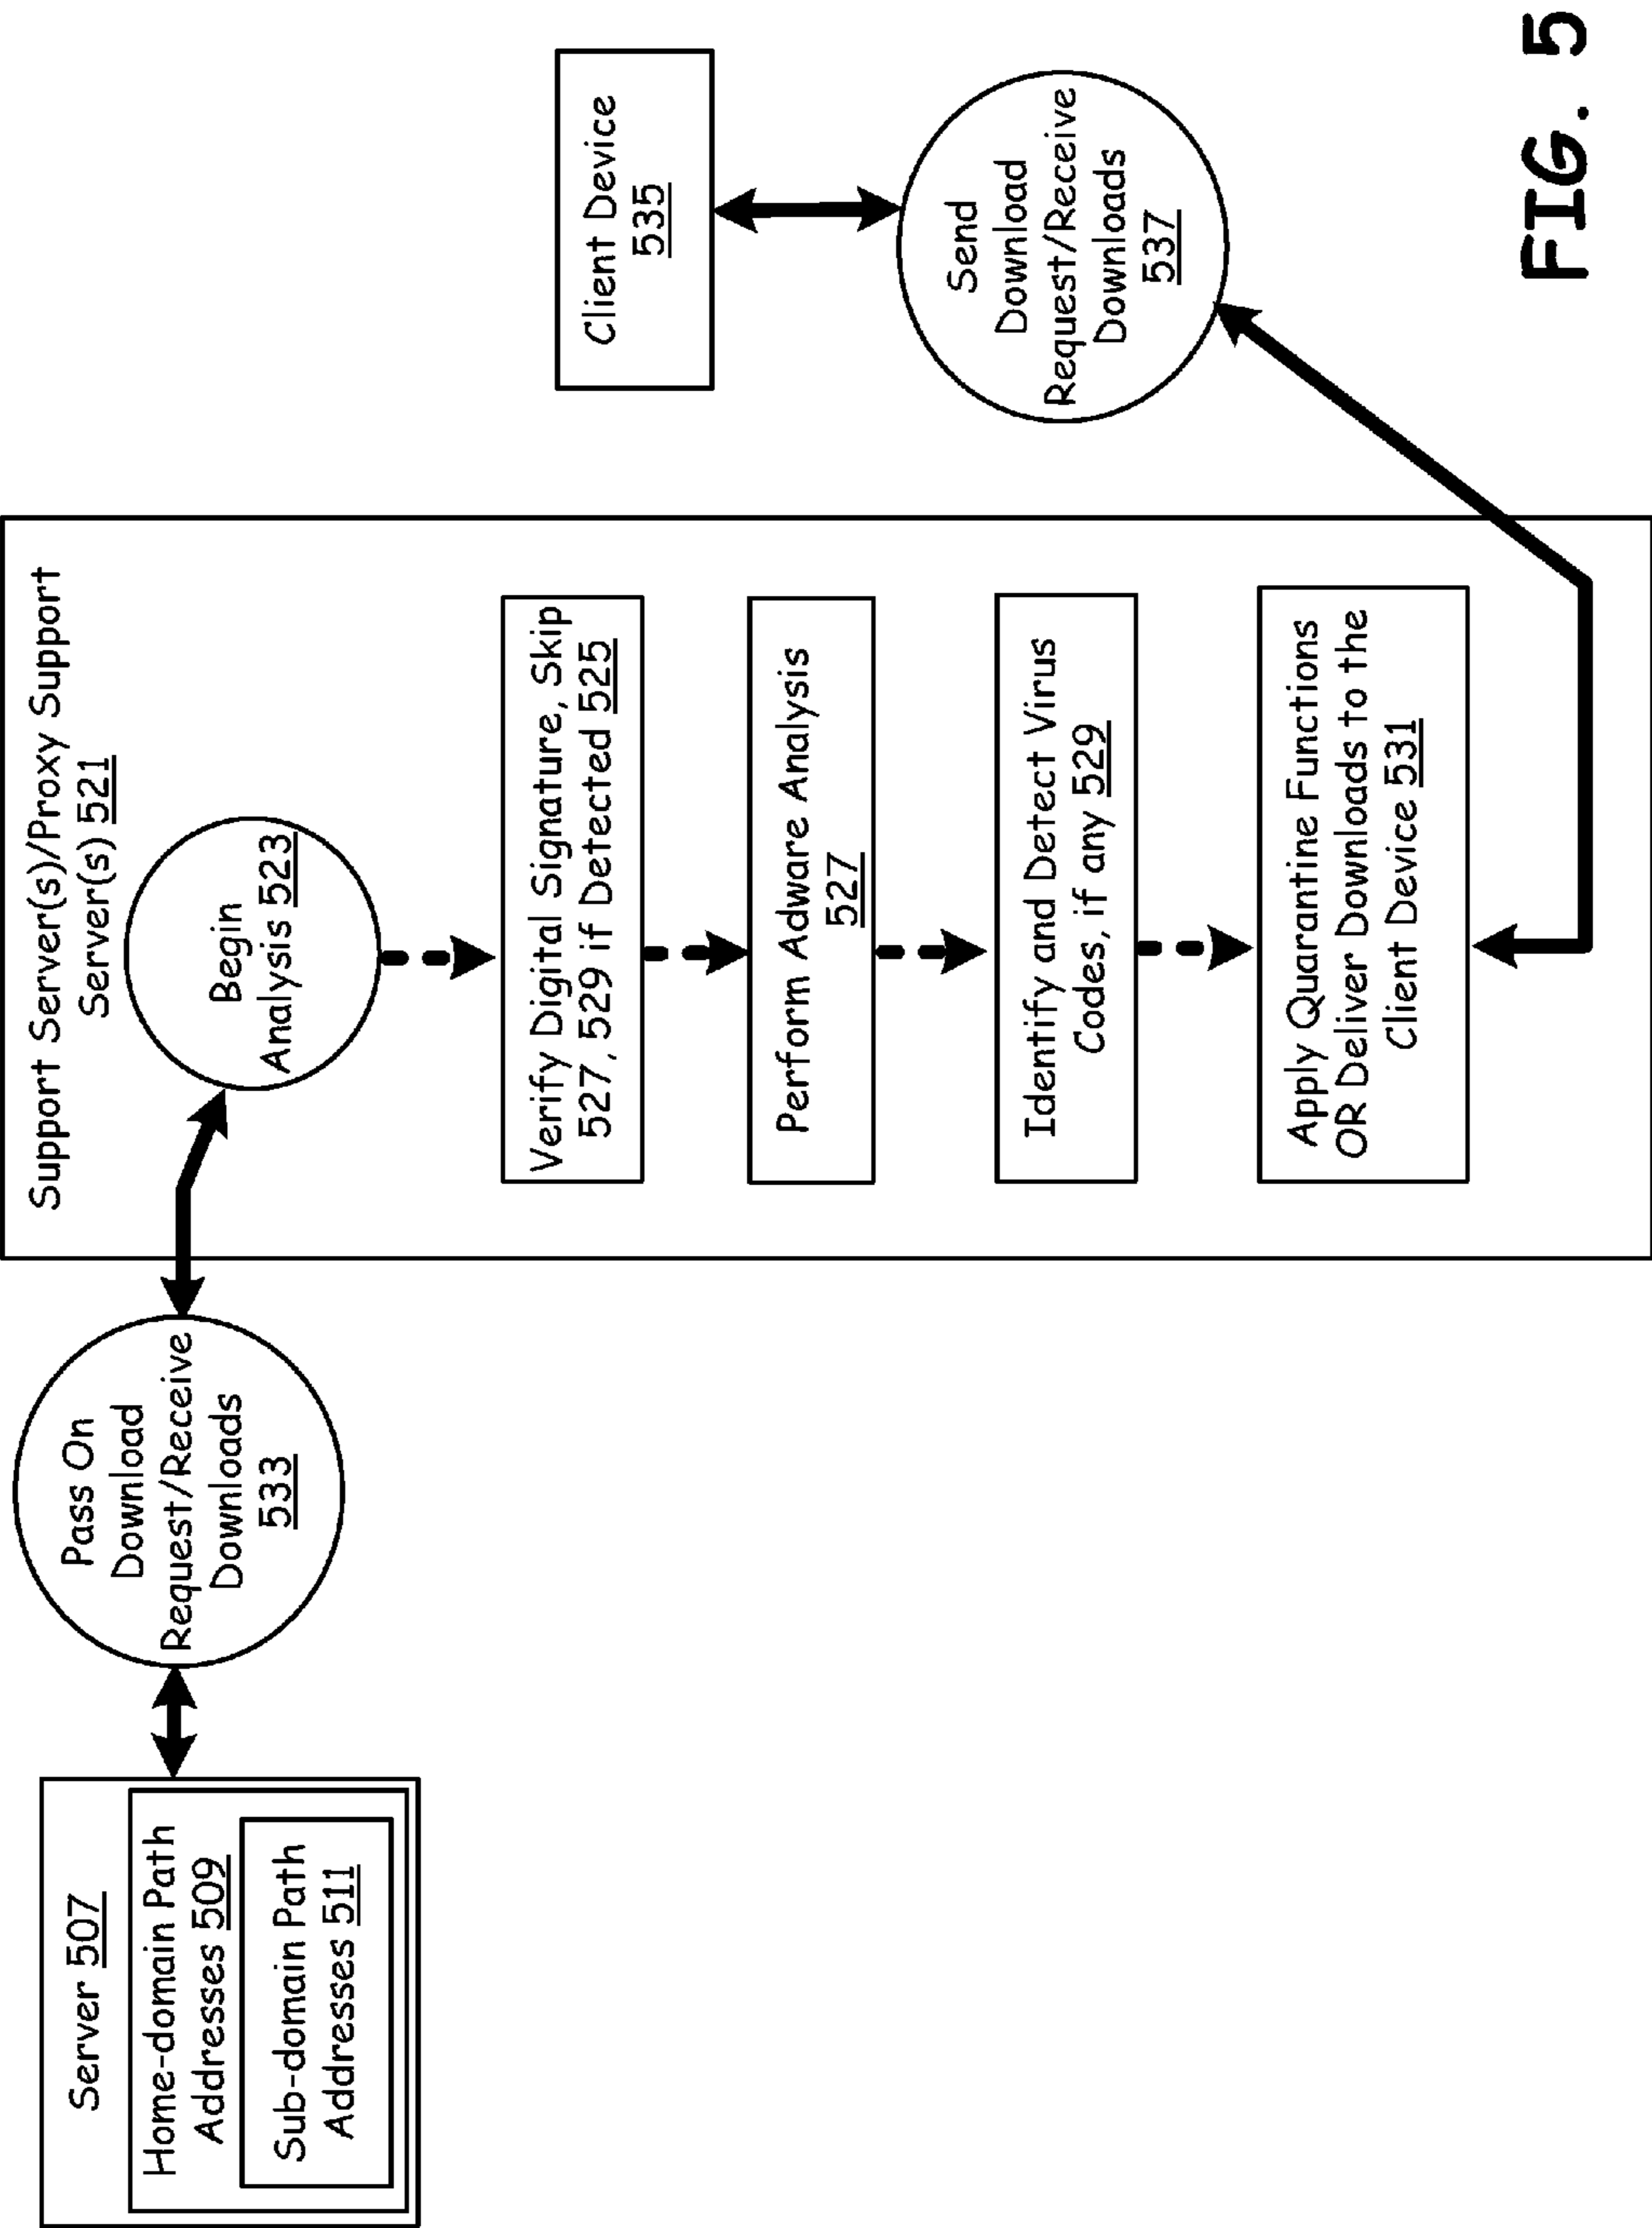 Server 507
Home-domain Path
Addresses 509
Sub-domain Path
Addresses 511
Pass On
Download
Request/Receive
Downloads
533
Support Server(s)/Proxy Support
Server(s) 521
Begin
Analysis 523
Verify Digital Signature, Skip
527, 529 if Detected 525
Perform Adware Analysis
527
Identify and Detect Virus
Codes, if any 529
Apply Quarantine Functions
OR Deliver Downloads to the
Client Device 531
Client Device
535
Send
Download
Request/Receive
Downloads
537
FIG. 5